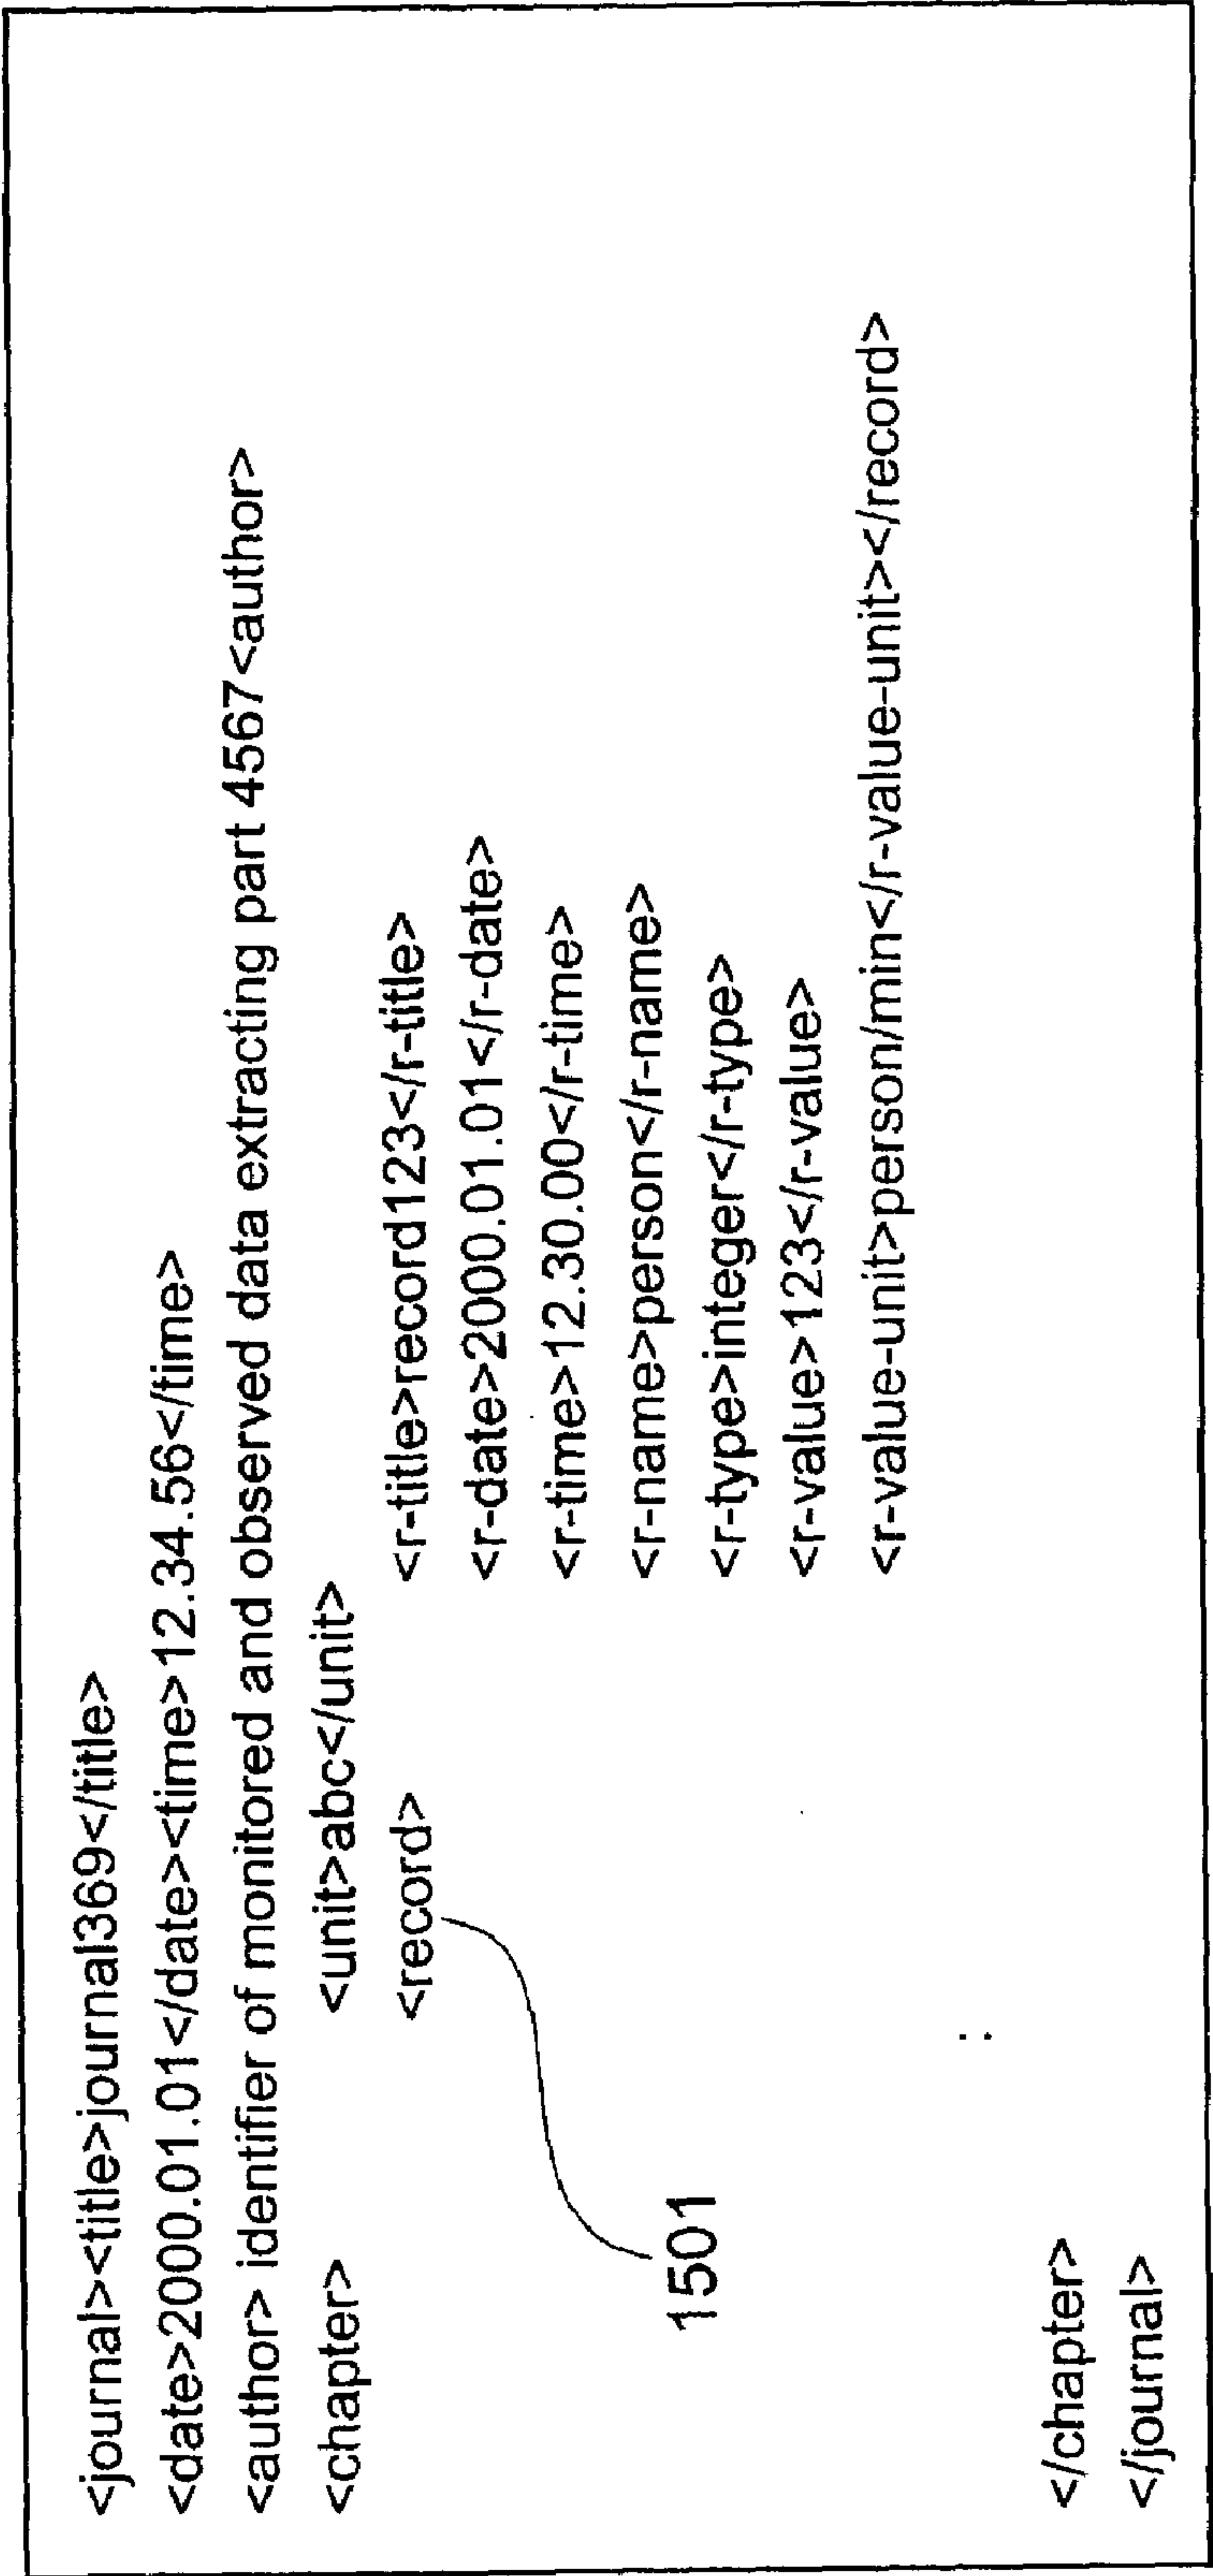 <journal><title>journal369</title>
<date>2000.01.01</date><time>12.34.56</time>
<author> identifier of monitored and observed data extracting part 4567<author>
<chapter> <unit>abc</unit>
<record> <r-title>record123</r-title>
<r-date>2000.01.01</r-date>
<r-time>12.30.00</r-time>
<r-name>person</r-name>
<r-type>integer</r-type>
<r-value>123</r-value>
<r-value-unit>person/min</r-value-unit></record>
1501
:
</chapter>
</journal>